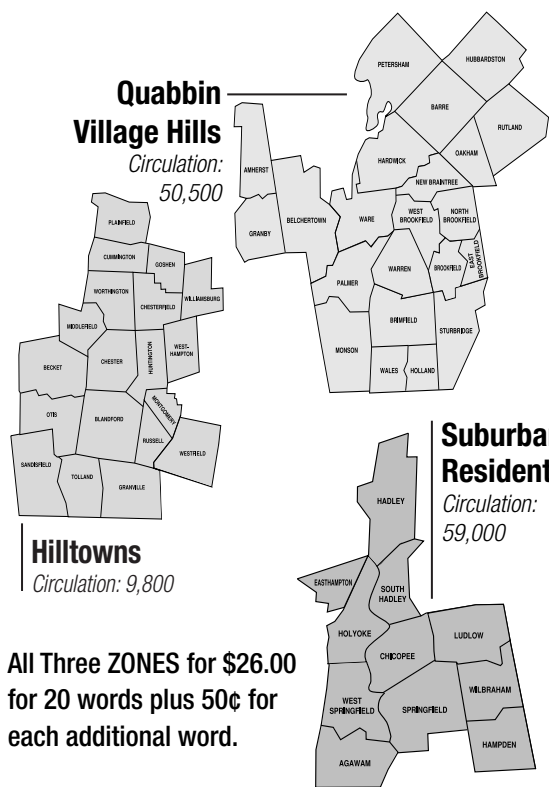 Quabbin
Village Hills
Circulation:
50,500
PETERSHAM
HUBBARDSTON
BARRE
RUTLAND
OAKHAM
HARDWICK
NEW BRAINTREE
AMHERST
BELCHERTOWN
GRANBY
WARE
WEST
BROOKFIELD
NORTH
BROOKFIELD
EAST
BROOKFIELD
BROOKFIELD
WARREN
PALMER
BRIMFIELD
STURBRIDGE
MONSON
WALES
HOLLAND
PLAINFIELD
CUMMINGTON
GOSHEN
WORTHINGTON
CHESTERFIELD
WILLIAMSBURG
MIDDLEFIELD
WEST-
HAMPTON
HUNTINGTON
CHESTER
BECKET
MONTGOMERY
OTIS
BLANDFORD
RUSSELL
WESTFIELD
SANDISFIELD
TOLLAND
GRANVILLE
Hilltowns
Circulation: 9,800
Suburban
Resident
Circulation:
59,000
HADLEY
EASTHAMPTON
SOUTH
HADLEY
HOLYOKE
CHICOPEE
LUDLOW
WEST
SPRINGFIELD
SPRINGFIELD
WILBRAHAM
HAMPDEN
AGAWAM
All Three ZONES for $26.00
for 20 words plus 50¢ for
each additional word.